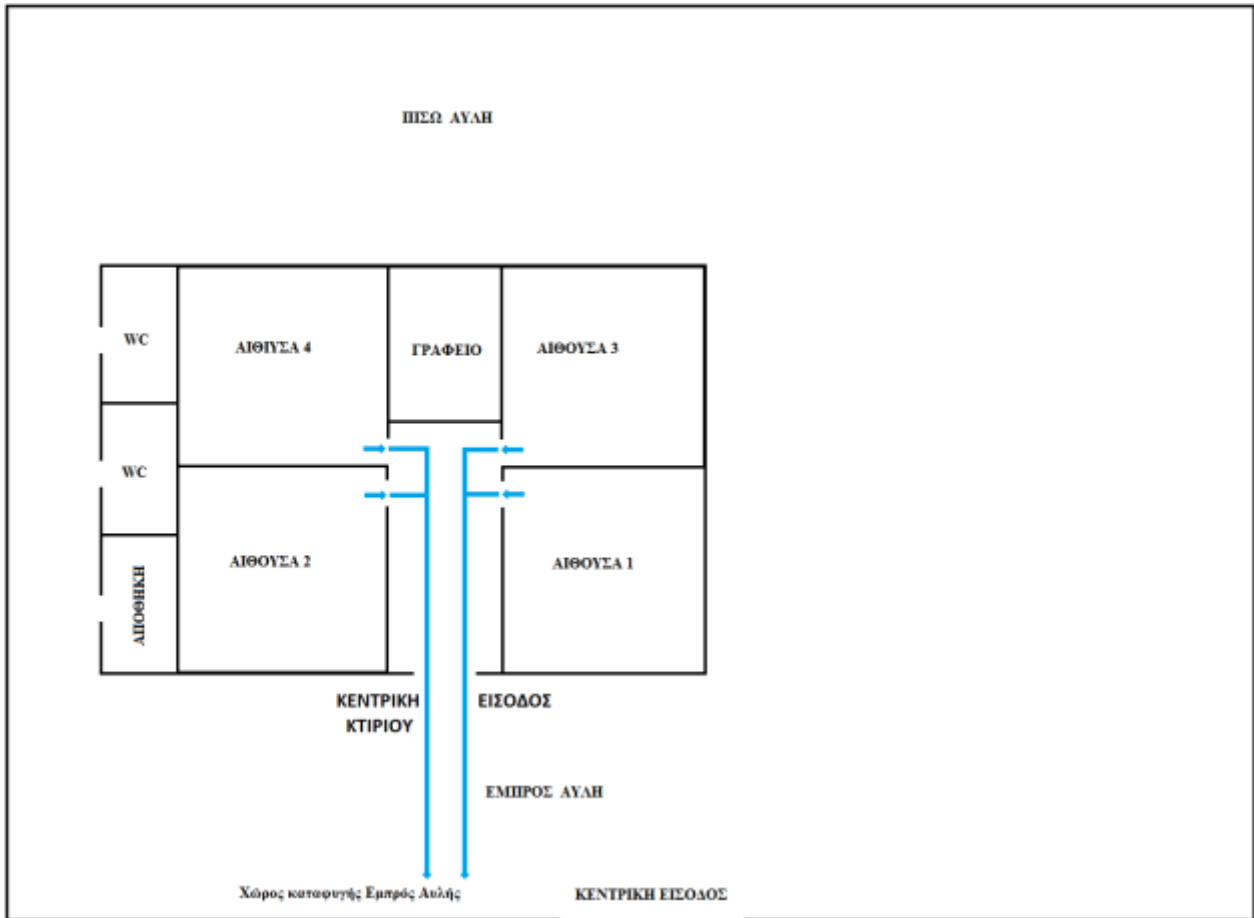 ΠΙΣΩ ΑΥΛΗ
WC
ΑΙΘΙΥΣΑ 4
ΓΡΑΦΕΙΟ
ΑΙΘΟΥΣΑ 3
WC
ΑΙΘΟΥΣΑ 2
ΑΙΘΟΥΣΑ 1
ΑΠΟΘΗΚΗ
ΚΕΝΤΡΙΚΗ ΕΙΣΟΔΟΣ
ΚΤΙΡΙΟΥ
ΕΜΠΡΟΣ ΑΥΛΗ
Χώρος καταφυγής Εμπρός Αυλής
ΚΕΝΤΡΙΚΗ ΕΙΣΟΔΟΣ